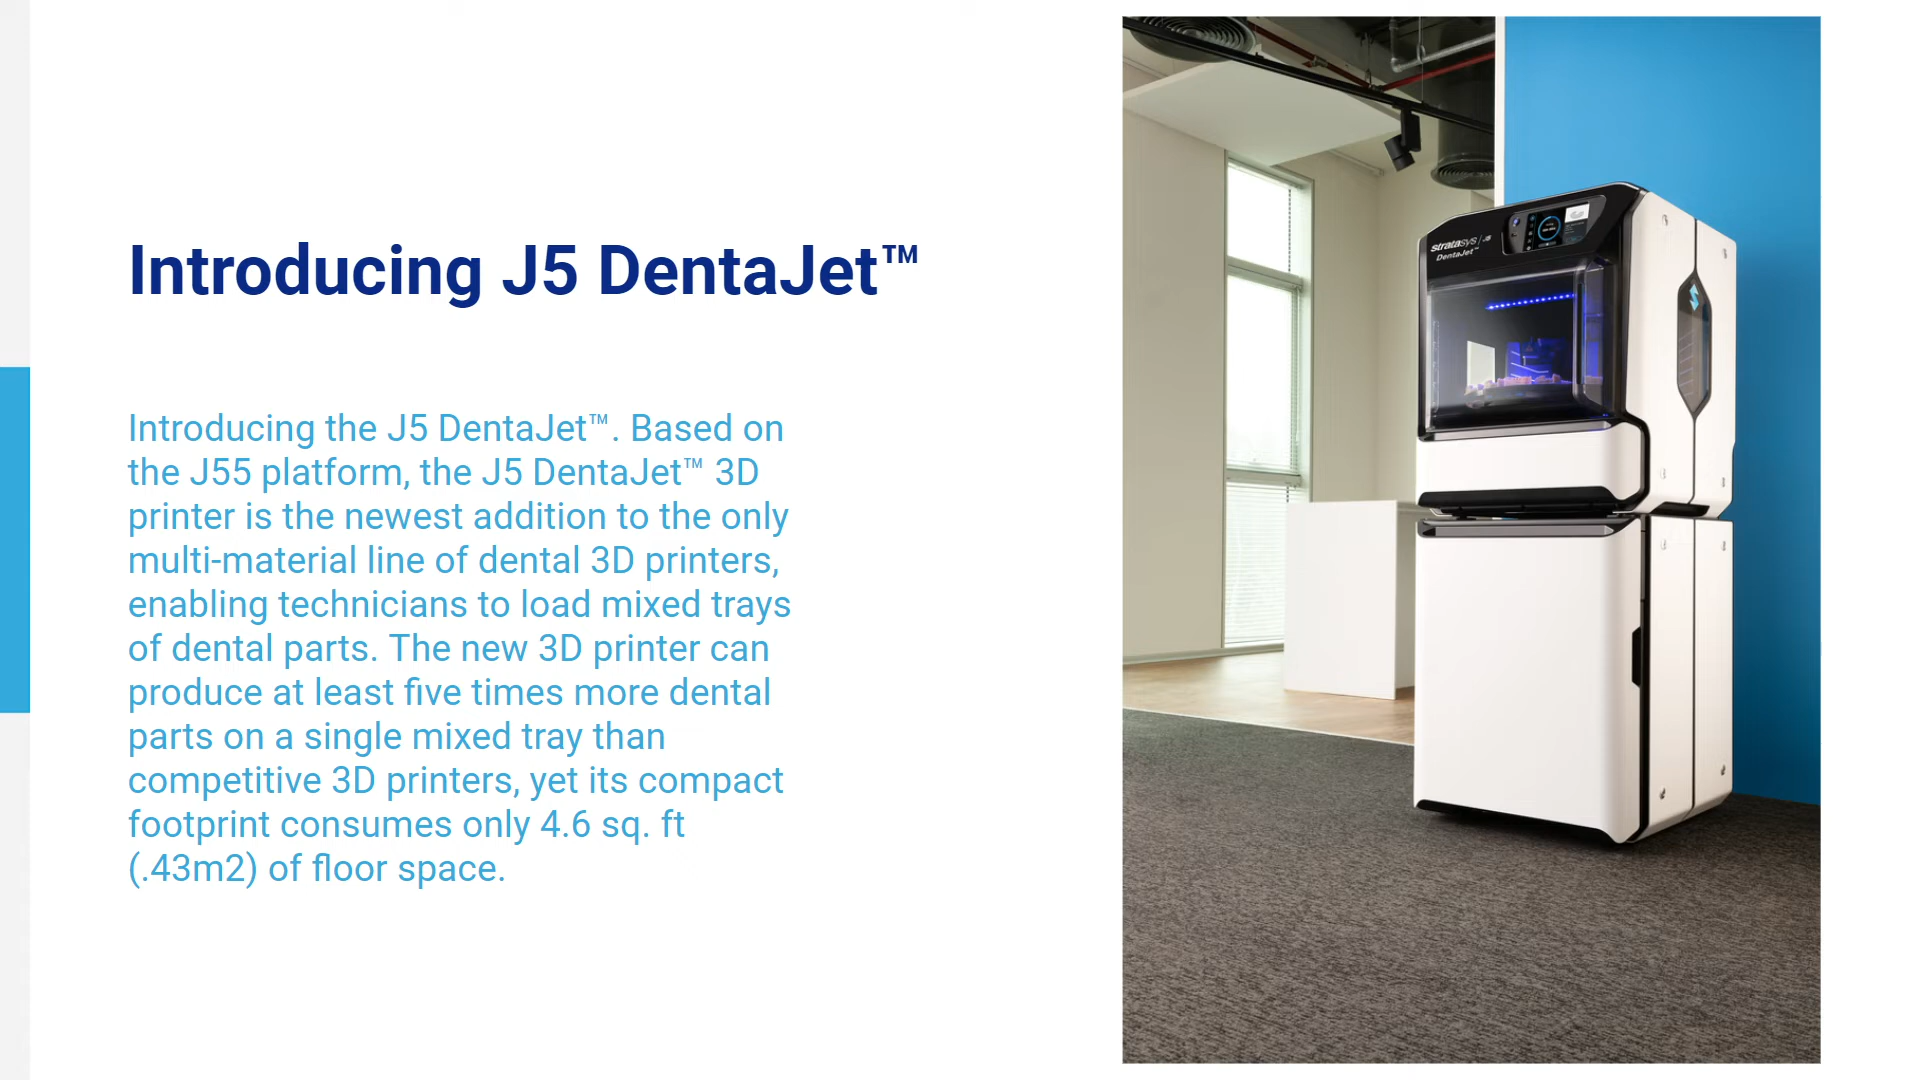 Introducing J5 DentaJet™
Introducing the J5 DentaJet™. Based on
the J55 platform, the J5 DentaJet™ 3D
printer is the newest addition to the only
multi-material line of dental 3D printers,
enabling technicians to load mixed trays
of dental parts. The new 3D printer can
produce at least five times more dental
parts on a single mixed tray than
competitive 3D printers, yet its compact
footprint consumes only 4.6 sq. ft
(.43m2) of floor space.
stratasys / J5
DentaJet™